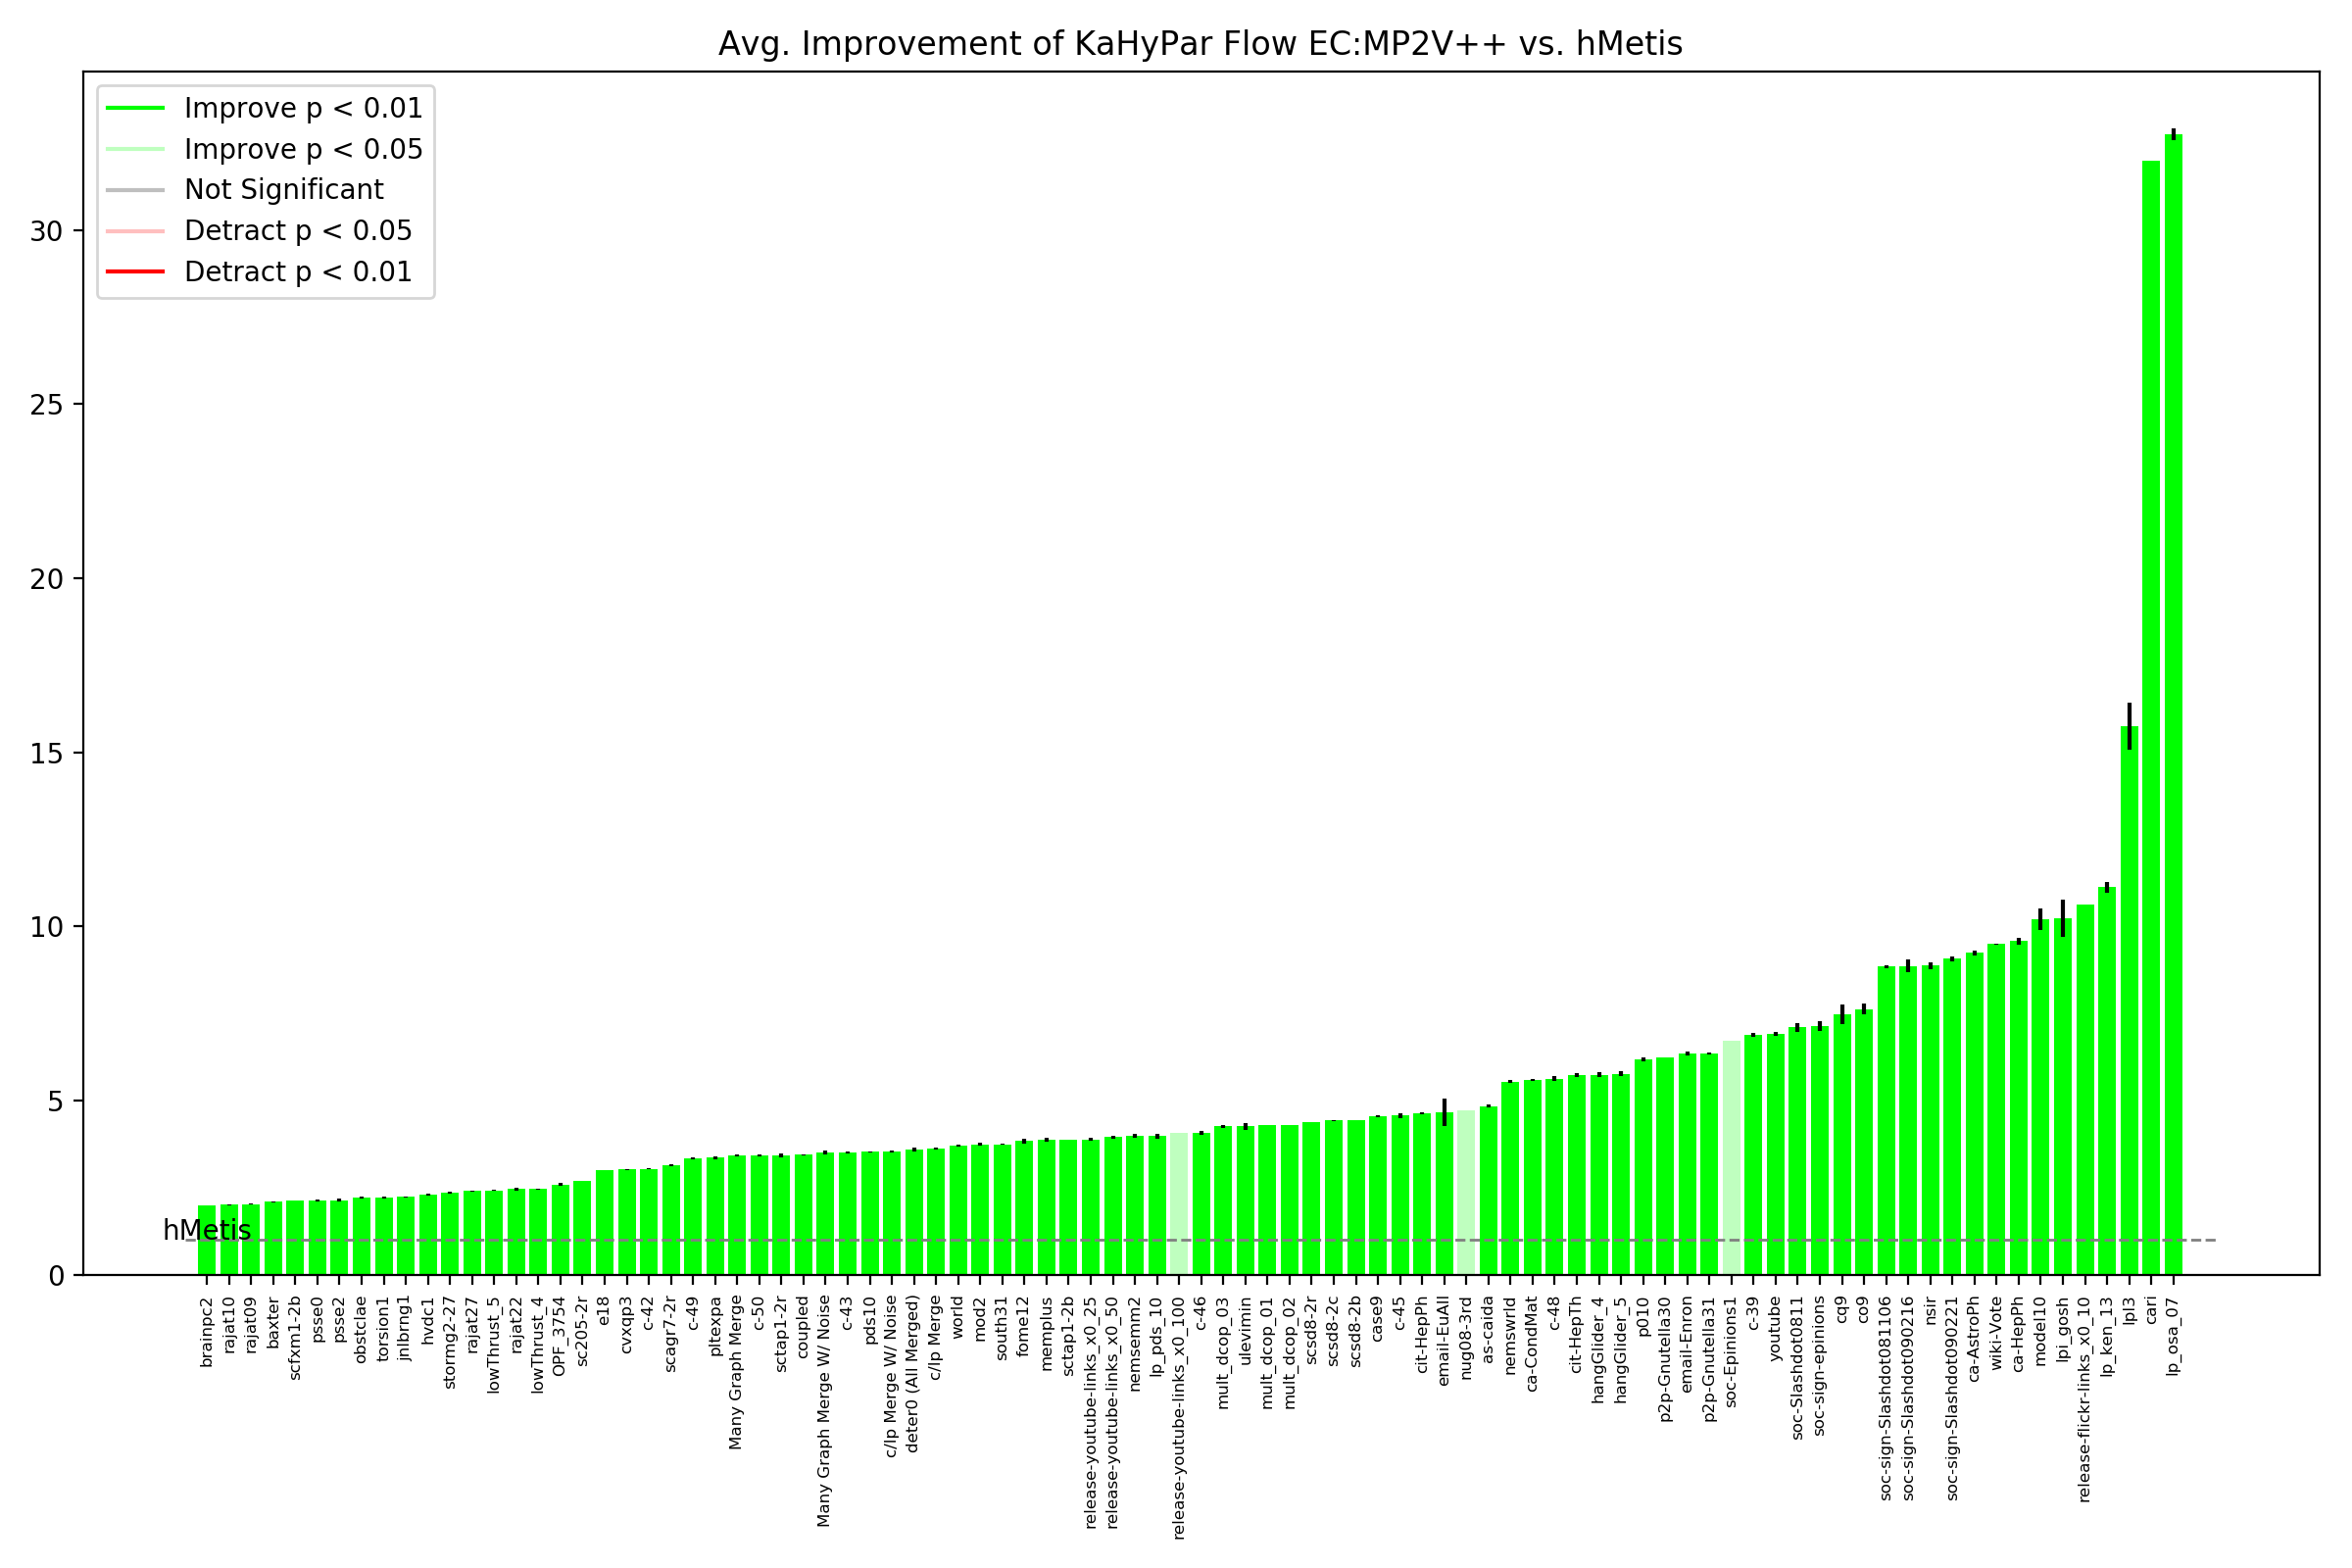 Avg. Improvement of KaHyPar Flow EC:MP2V++ vs. hMetis
Improve p < 0.01
Improve p < 0.05
Not Significant
Detract p < 0.05
Detract p < 0.01
30
25
20
15
10
5
0
hMetis
brainpc2
rajat10
rajat09
baxter
scfxm1-2b
psse0
psse2
obstclae
torsion1
jnlbrng1
hvdc1
stormg2-27
rajat27
lowThrust_5
rajat22
lowThrust_4
OPF_3754
sc205-2r
e18
cvxqp3
c-42
scagr7-2r
c-49
pltexpa
Many Graph Merge
c-50
sctap1-2r
coupled
Many Graph Merge W/ Noise
c-43
pds10
c/lp Merge W/ Noise
deter0 (All Merged)
c/lp Merge
world
mod2
south31
fome12
memplus
sctap1-2b
release-youtube-links_x0_25
release-youtube-links_x0_50
nemsemm2
lp_pds_10
release-youtube-links_x0_100
c-46
mult_dcop_03
ulevimin
mult_dcop_01
mult_dcop_02
scsd8-2r
scsd8-2c
scsd8-2b
case9
c-45
cit-HepPh
email-EuAll
nug08-3rd
as-caida
nemswrld
ca-CondMat
c-48
cit-HepTh
hangGlider_4
hangGlider_5
p010
p2p-Gnutella30
email-Enron
p2p-Gnutella31
soc-Epinions1
c-39
youtube
soc-Slashdot0811
soc-sign-epinions
cq9
co9
soc-sign-Slashdot081106
soc-sign-Slashdot090216
nsir
soc-sign-Slashdot090221
ca-AstroPh
wiki-Vote
ca-HepPh
model10
lpi_gosh
release-flickr-links_x0_10
lp_ken_13
lpl3
cari
lp_osa_07